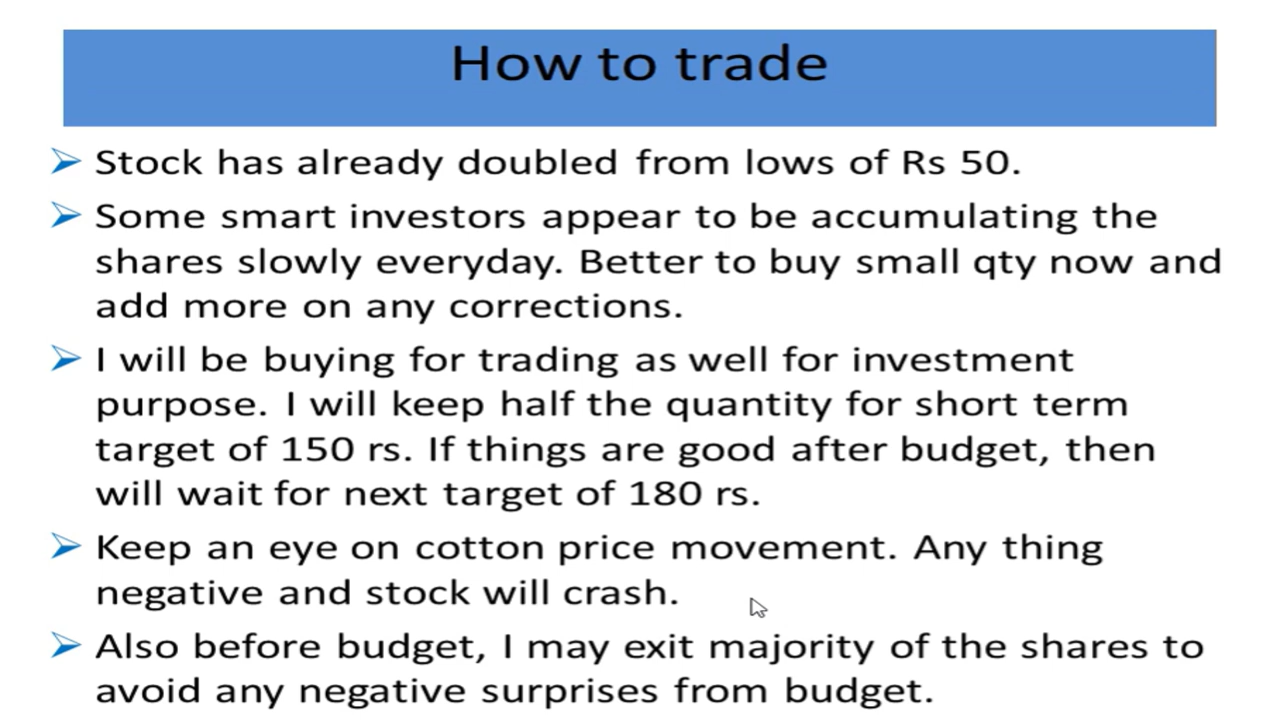 How to trade
Stock has already doubled from lows of Rs 50.
Some smart investors appear to be accumulating the
shares slowly everyday. Better to buy small qty now and
add more on any corrections.
I will be buying for trading as well for investment
purpose. I will keep half the quantity for short term
target of 150 rs. If things are good after budget, then
will wait for next target of 180 rs.
Keep an eye on cotton price movement. Any thing
negative and stock will crash.
Also before budget, I may exit majority of the shares to
avoid any negative surprises from budget.